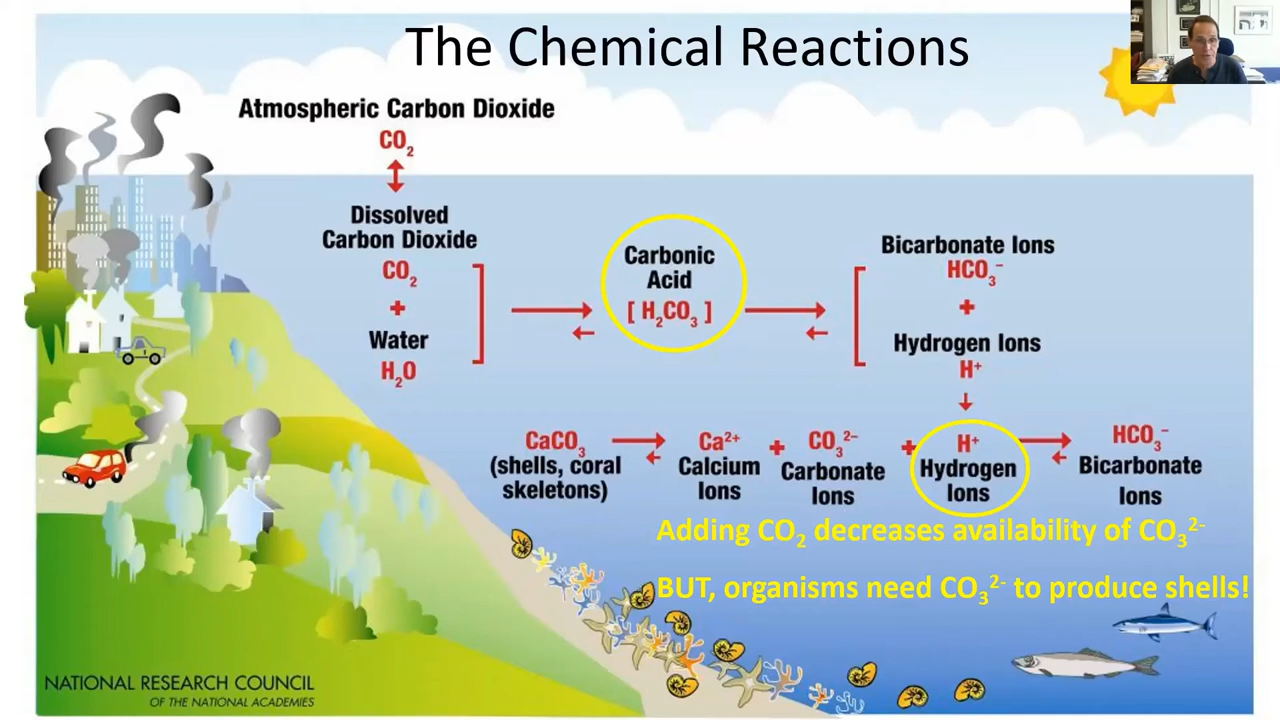 The Chemical Reactions
Atmospheric Carbon Dioxide
CO₂
Dissolved
Carbon Dioxide
CO₂
+
Water
H₂O
Carbonic
Acid
[ H₂CO₃ ]
Bicarbonate Ions
HCO₃⁻
+
Hydrogen Ions
H⁺
CaCO₃
(shells, coral
skeletons)
Ca²⁺
Calcium
Ions
+
CO₃²⁻
Carbonate
Ions
+
H⁺
Hydrogen
Ions
HCO₃⁻
Bicarbonate
Ions
Adding CO₂ decreases availability of CO₃²⁻
BUT, organisms need CO₃²⁻ to produce shells!
NATIONAL RESEARCH COUNCIL
OF THE NATIONAL ACADEMIES